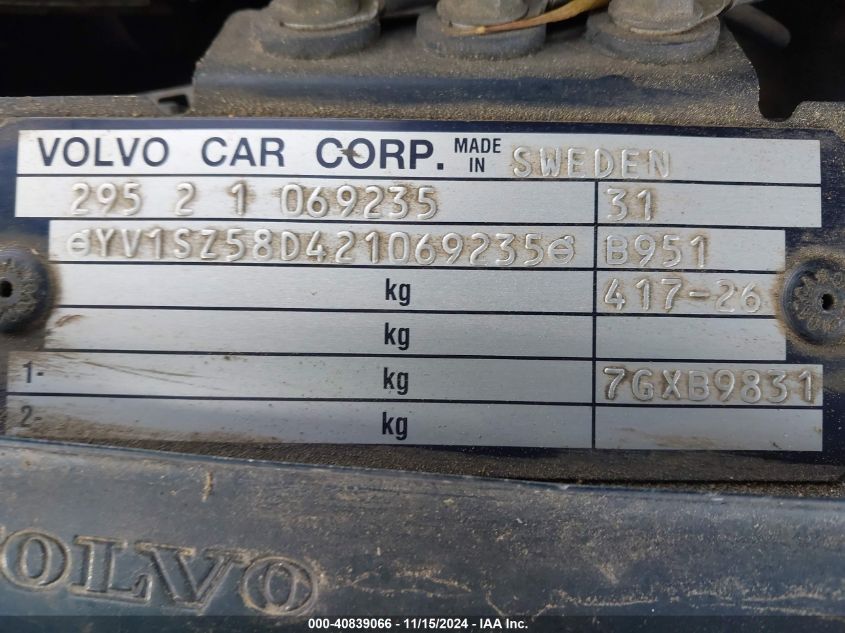 VOLVO CAR CORP. MADE IN SWEDEN
295 2 1 069235 31
YV1SZ58D421069235 B951
kg 417-26
kg
1- kg 7GXB9831
2- kg
VOLVO
000-40839066 - 11/15/2024 - IAA Inc.